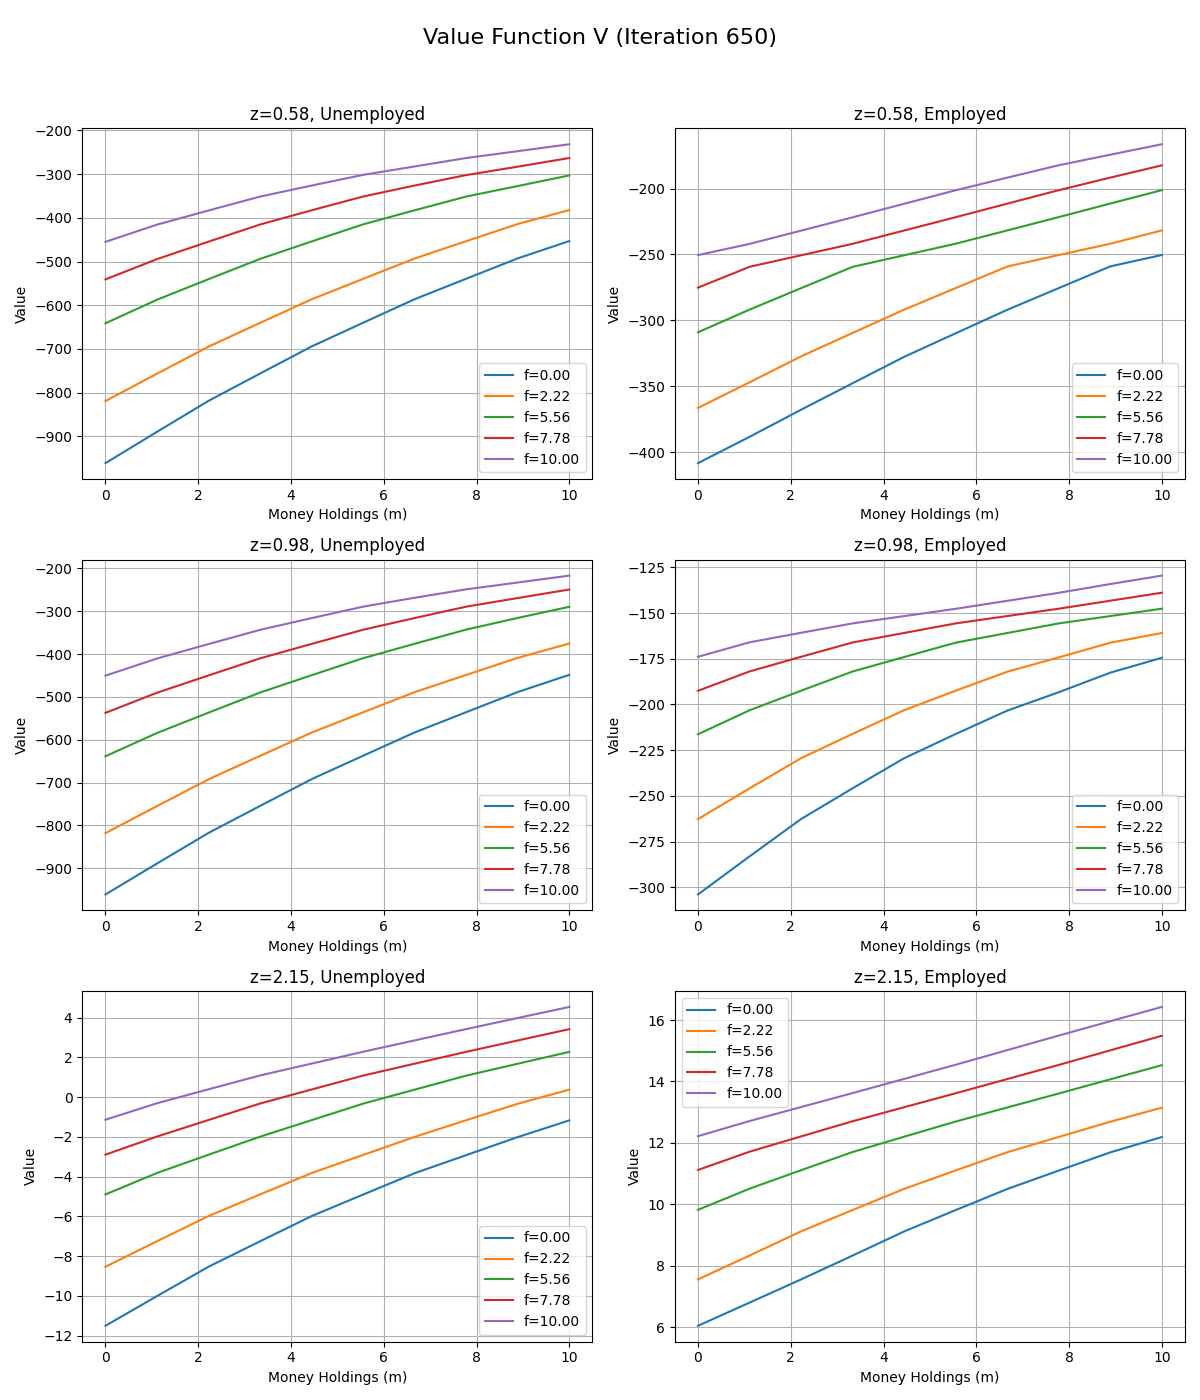 Value Function V (Iteration 650)
z=0.58, Unemployed
−200
−300
−400
−500
−600
−700
−800
−900
Value
0 2 4 6 8 10
Money Holdings (m)
f=0.00
f=2.22
f=5.56
f=7.78
f=10.00
z=0.58, Employed
−200
−250
−300
−350
−400
Value
0 2 4 6 8 10
Money Holdings (m)
f=0.00
f=2.22
f=5.56
f=7.78
f=10.00
z=0.98, Unemployed
−200
−300
−400
−500
−600
−700
−800
−900
Value
0 2 4 6 8 10
Money Holdings (m)
f=0.00
f=2.22
f=5.56
f=7.78
f=10.00
z=0.98, Employed
−125
−150
−175
−200
−225
−250
−275
−300
Value
0 2 4 6 8 10
Money Holdings (m)
f=0.00
f=2.22
f=5.56
f=7.78
f=10.00
z=2.15, Unemployed
4
2
0
−2
−4
−6
−8
−10
−12
Value
0 2 4 6 8 10
Money Holdings (m)
f=0.00
f=2.22
f=5.56
f=7.78
f=10.00
z=2.15, Employed
16
14
12
10
8
6
Value
0 2 4 6 8 10
Money Holdings (m)
f=0.00
f=2.22
f=5.56
f=7.78
f=10.00